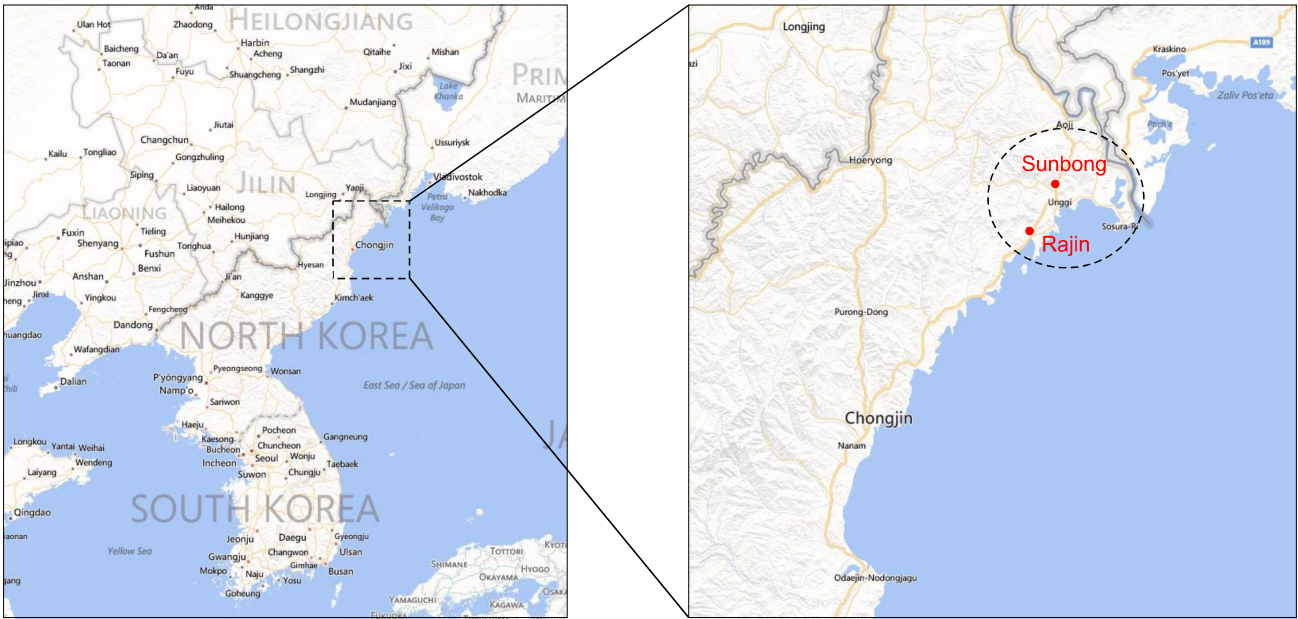 Anda
HEILONGJIANG
Ulan Hot
Zhaodong
Harbin
Baicheng
Da'an
Acheng
Qitaihe
Mishan
Taonan
Fuyu
Shuangcheng
Shangzhi
Jixi
PRIM
MARITIM
Lake
Khanka
Mudanjiang
Jiutai
Changchun
Ussuriysk
Kailu
Tongliao
Gongzhuling
Siping
JILIN
Liaoyuan
Longjing
Yanji
Vladivostok
Nakhodka
Petra
Velikogo
Bay
LIAONING
Hailong
Meihekou
Tieling
Fuxin
Shenyang
Tonghua
Hunjiang
Chongjin
Fushun
Benxi
Hyesan
Anshan
Ji'an
Jinzhou
Jinxi
Yingkou
Kanggye
Kimch'aek
Fengcheng
Dandong
NORTH KOREA
huangdao
Wafangdian
Dalian
P'yŏngyang
Pyeongseong
Wonsan
Namp'o
East Sea / Sea of Japan
Sariwon
Haeju
Pocheon
Kaesong
Chuncheon
Gangneung
Bucheon
Seoul
Wonju
Incheon
Taebaek
Suwon
Chungju
Longkou
Yantai
Weihai
Wendeng
Laiyang
SOUTH KOREA
Qingdao
Jeonju
Daegu
Gyeongju
Yellow Sea
Changwon
Ulsan
Gwangju
Gimhae
Busan
Mokpo
Naju
Yosu
Goheung
SHIMANE
TOTTORI
KYOTO
HYOGO
OKAYAMA
OSAKA
YAMAGUCHI
KAGAWA
FUKUOKA
Longjing
Kraskino
A189
Pos'yet
Zaliv Pos'eta
Ptich'e
Aoji
Hoeryong
Sunbong
Unggi
Sosura-Ri
Rajin
Purong-Dong
Chongjin
Nanam
Odaejin-Nodongjagu